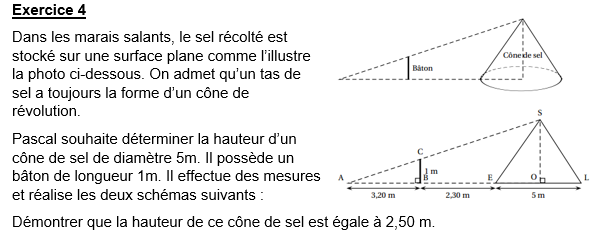 Exercice 4
Dans les marais salants, le sel récolté est
stocké sur une surface plane comme l'illustre
la photo ci-dessous. On admet qu'un tas de
sel a toujours la forme d'un cône de
révolution.
Cône de sel
Bâton
Pascal souhaite déterminer la hauteur d'un
cône de sel de diamètre 5m. Il possède un
bâton de longueur 1m. Il effectue des mesures
et réalise les deux schémas suivants :
S
C
1 m
A B E O L
3,20 m 2,30 m 5 m
Démontrer que la hauteur de ce cône de sel est égale à 2,50 m.